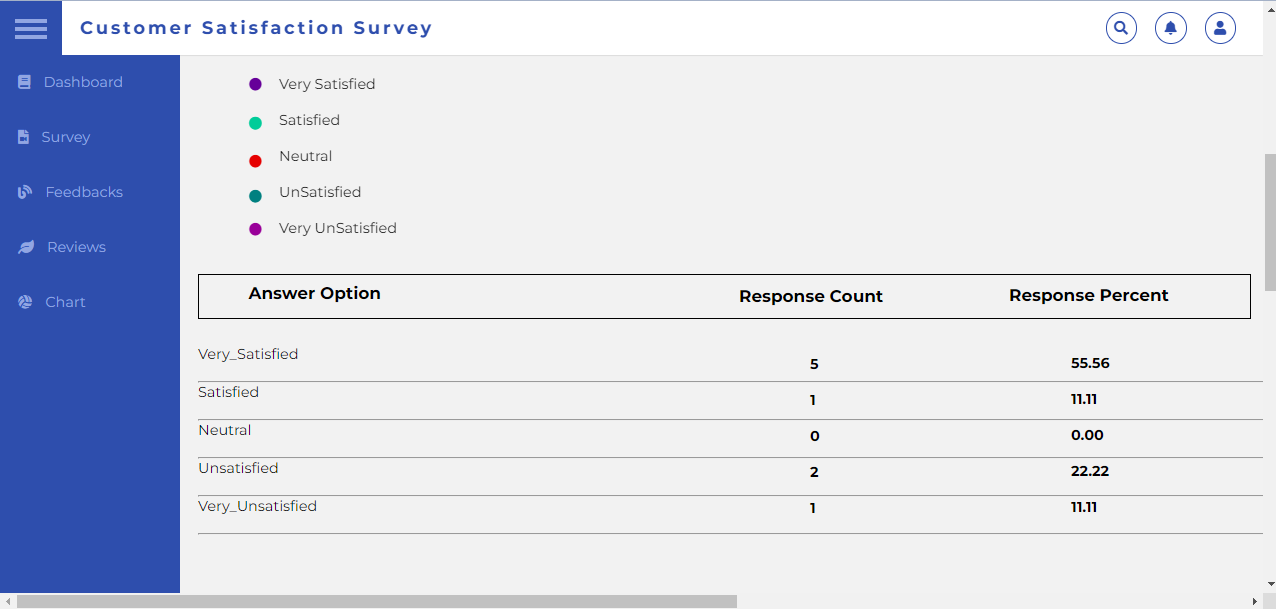 Customer Satisfaction Survey
Dashboard
Survey
Feedbacks
Reviews
Chart
Very Satisfied
Satisfied
Neutral
UnSatisfied
Very UnSatisfied
Answer Option Response Count Response Percent
Very_Satisfied 5 55.56
Satisfied 1 11.11
Neutral 0 0.00
Unsatisfied 2 22.22
Very_Unsatisfied 1 11.11